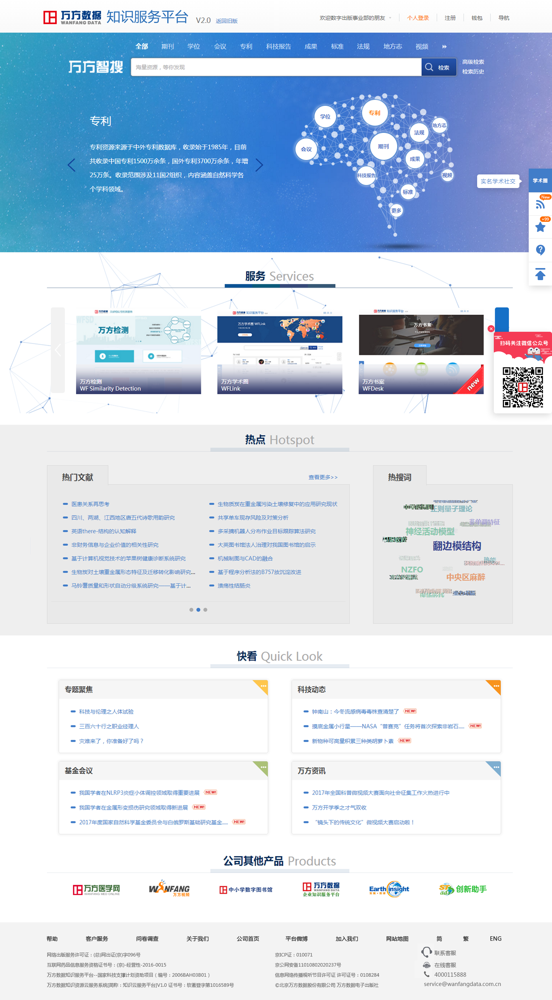 万方数据 知识服务平台 V2.0 返回旧版
WANFANG DATA
欢迎数字出版事业部的朋友 个人登录 注册 钱包 导航
全部 期刊 学位 会议 专利 科技报告 成果 标准 法规 地方志 视频
万方智搜 海量资源，等你发现 检索
高级检索
检索历史
专利
专利资源来源于中外专利数据库，收录始于1985年，目前
共收录中国专利1500万余条，国外专利3700万余条，年增
25万条。收录范围涉及11国2组织，内容涵盖自然科学各
个学科领域。
学位
专利
地方志
法规
期刊
会议
成果
科技报告
视频
标准
更多
实名学术社交
学术圈
New
+99
服务 Services
万方数据 文献相似性检测服务
万方检测
万方检测
WF Similarity Detection
万方数据 知识服务平台
万方学术圈 WFLink
万方学术圈
WFLink
万方数据 知识服务平台
万方书案
万方书案
WFDesk
new
扫码关注微信公众号
热点 Hotspot
热门文献
查看更多>>
医患关系再思考
四川、两湖、江西地区唐五代诗歌用韵研究
英语there-结构的认知解释
非财务信息与企业价值的相关性研究
基于计算机视觉技术的苹果树健康诊断系统研究
生物炭对土壤重金属形态特征及迁移转化影响研究...
马铃薯质量和形状自动分级系统研究——基于计...
生物质炭在重金属污染土壤修复中的应用研究现状
共享单车现存风险及对策分析
多采摘机器人分布作业目标跟踪算法研究
大英图书馆法人治理对我国图书馆的启示
机械制图与CAD的融合
基于程序分析法的B757放沉淀改进
溃疡性结肠炎
热搜词
正则量子理论
非单调特征
神经活动模型
翻边模结构
热能
NZFO
中央区麻醉
快看 Quick Look
专题聚焦
科技与伦理之人体试验
三百六十行之职业经理人
灾难来了，你准备好了吗？
科技动态
钟南山：今冬流感病毒毒株查清楚了 NEW!
摸底金属小行星——NASA“普赛克”任务将首次探索非岩石..... NEW!
新物种可高量积累三种类胡萝卜素 NEW!
基金会议
我国学者在NLRP3炎症小体调控领域取得重要进展 NEW!
我国学者在金属形变损伤研究领域取得新进展 NEW!
2017年度国家自然科学基金委员会与白俄罗斯基础研究基金..... NEW!
万方资讯
2017年全国科普微视频大赛面向社会征集工作火热进行中
万方开学季之才气双收
“镜头下的传统文化”微视频大赛启动啦！
公司其他产品 Products
万方医学网
WANFANG MED ONLINE
WANFANG
万方视频
中小学数字图书馆
万方数据
WANFANG DATA
企业知识服务平台
Earth insight
发现·地球
STads 创新助手
帮助 客户服务 问卷调查 关于我们 公司首页 平台微博 加入我们 网站地图 简 繁 ENG
网络出版服务许可证：(总)网出证(京)字096号
互联网药品信息服务资格证书号：(京)-经营性-2016-0015
万方数据知识服务平台--国家科技支撑计划资助项目（编号：2006BAH03B01）
万方数据知识资源云服务系统[简称：知识云服务平台]V1.0 证书号：软著登字第1016589号
京ICP证：010071
京公网安备11010802020237号
信息网络传播视听节目许可证 许可证号：0108284
©北京万方数据股份有限公司 万方数据电子出版社
联系客服
在线客服
4000115888
service@wanfangdata.com.cn